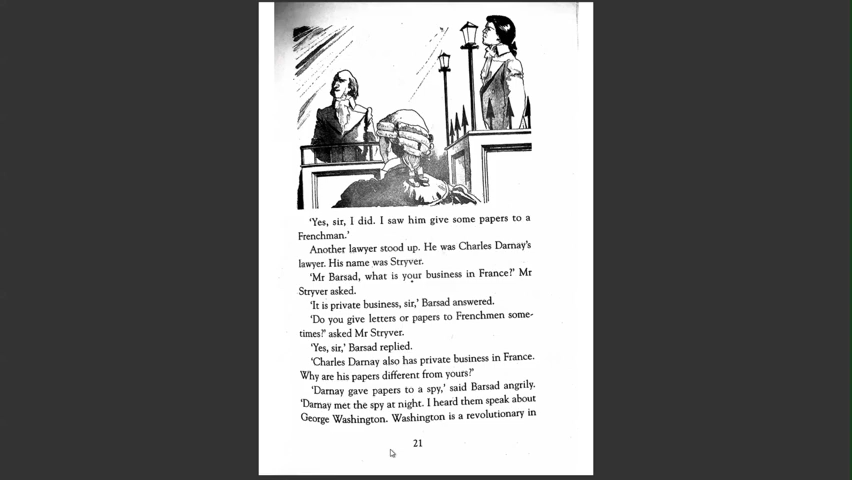 'Yes, sir, I did. I saw him give some papers to a
Frenchman.'
Another lawyer stood up. He was Charles Darnay's
lawyer. His name was Stryver.
'Mr Barsad, what is your business in France?' Mr
Stryver asked.
'It is private business, sir,' Barsad answered.
'Do you give letters or papers to Frenchmen some-
times?' asked Mr Stryver.
'Yes, sir,' Barsad replied.
'Charles Darnay also has private business in France.
Why are his papers different from yours?'
'Darnay gave papers to a spy,' said Barsad angrily.
'Darnay met the spy at night. I heard them speak about
George Washington. Washington is a revolutionary in
21